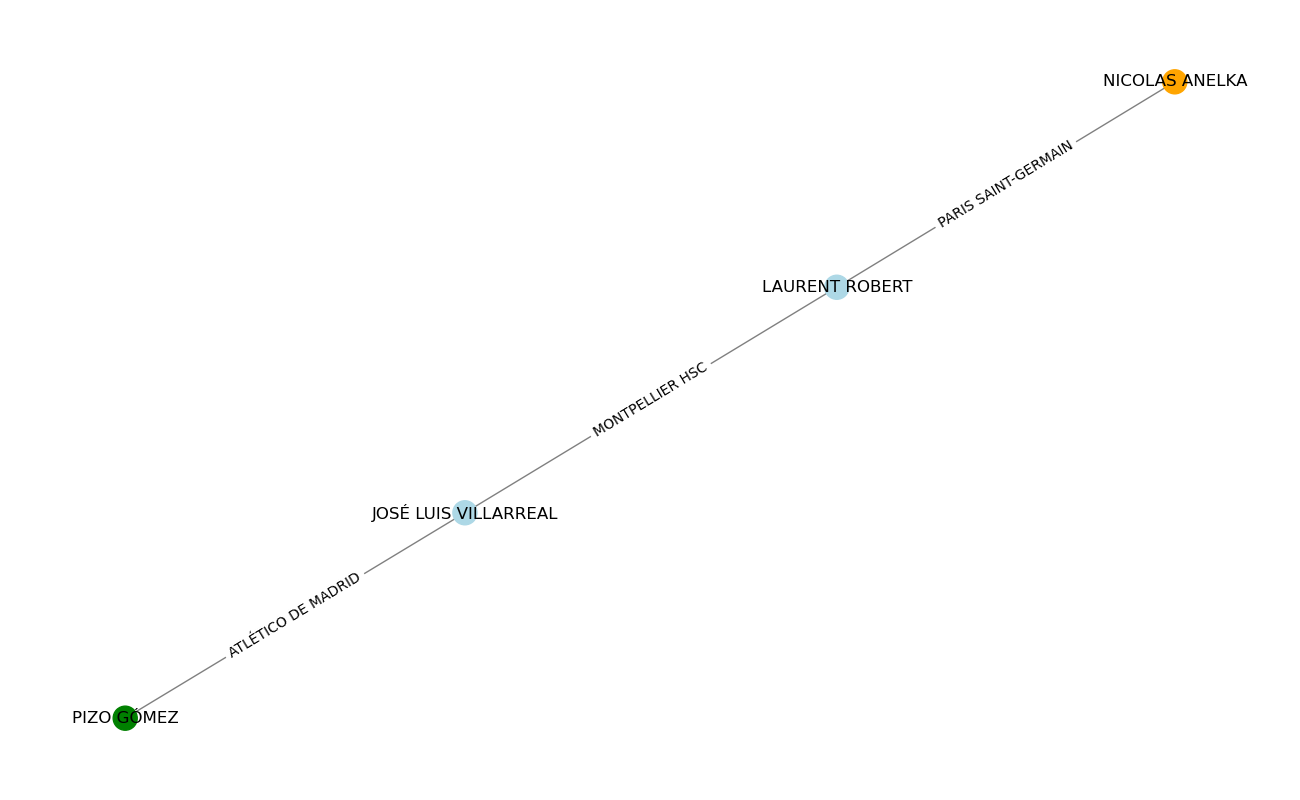 NICOLAS ANELKA
PARIS SAINT-GERMAIN
LAURENT ROBERT
MONTPELLIER HSC
JOSÉ LUIS VILLARREAL
ATLÉTICO DE MADRID
PIZO GÓMEZ